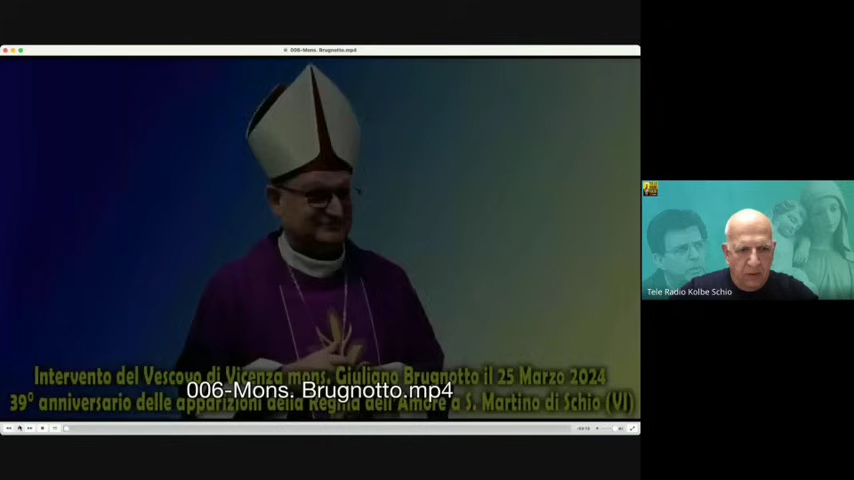 006-Mons. Brugnotto.mp4
Intervento del Vescovo di Vicenza mons. Giuliano Brugnotto il 25 Marzo 2024
006-Mons. Brugnotto.mp4
39° anniversario delle apparizioni della Regina dell'Amore a S. Martino di Schio (VI)
Tele Radio Kolbe Schio